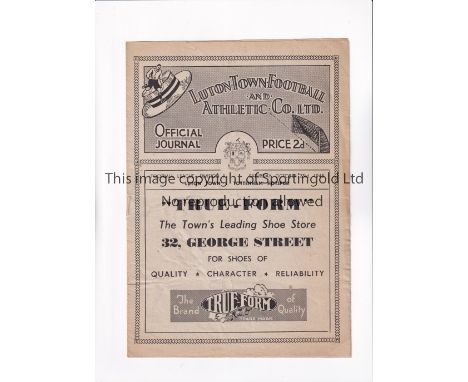 LUTON TOWN FOOTBALL
AND
ATHLETIC CO. LTD.
OFFICIAL
JOURNAL
PRICE 2d.
This image copyright of SportingOld Ltd
No reproduction allowed
"TRUE-FORM"
The Town's Leading Shoe Store
32, GEORGE STREET
FOR SHOES OF
QUALITY ★ CHARACTER ★ RELIABILITY
The Brand
TRUE-FORM
of Quality
TRADE MARK